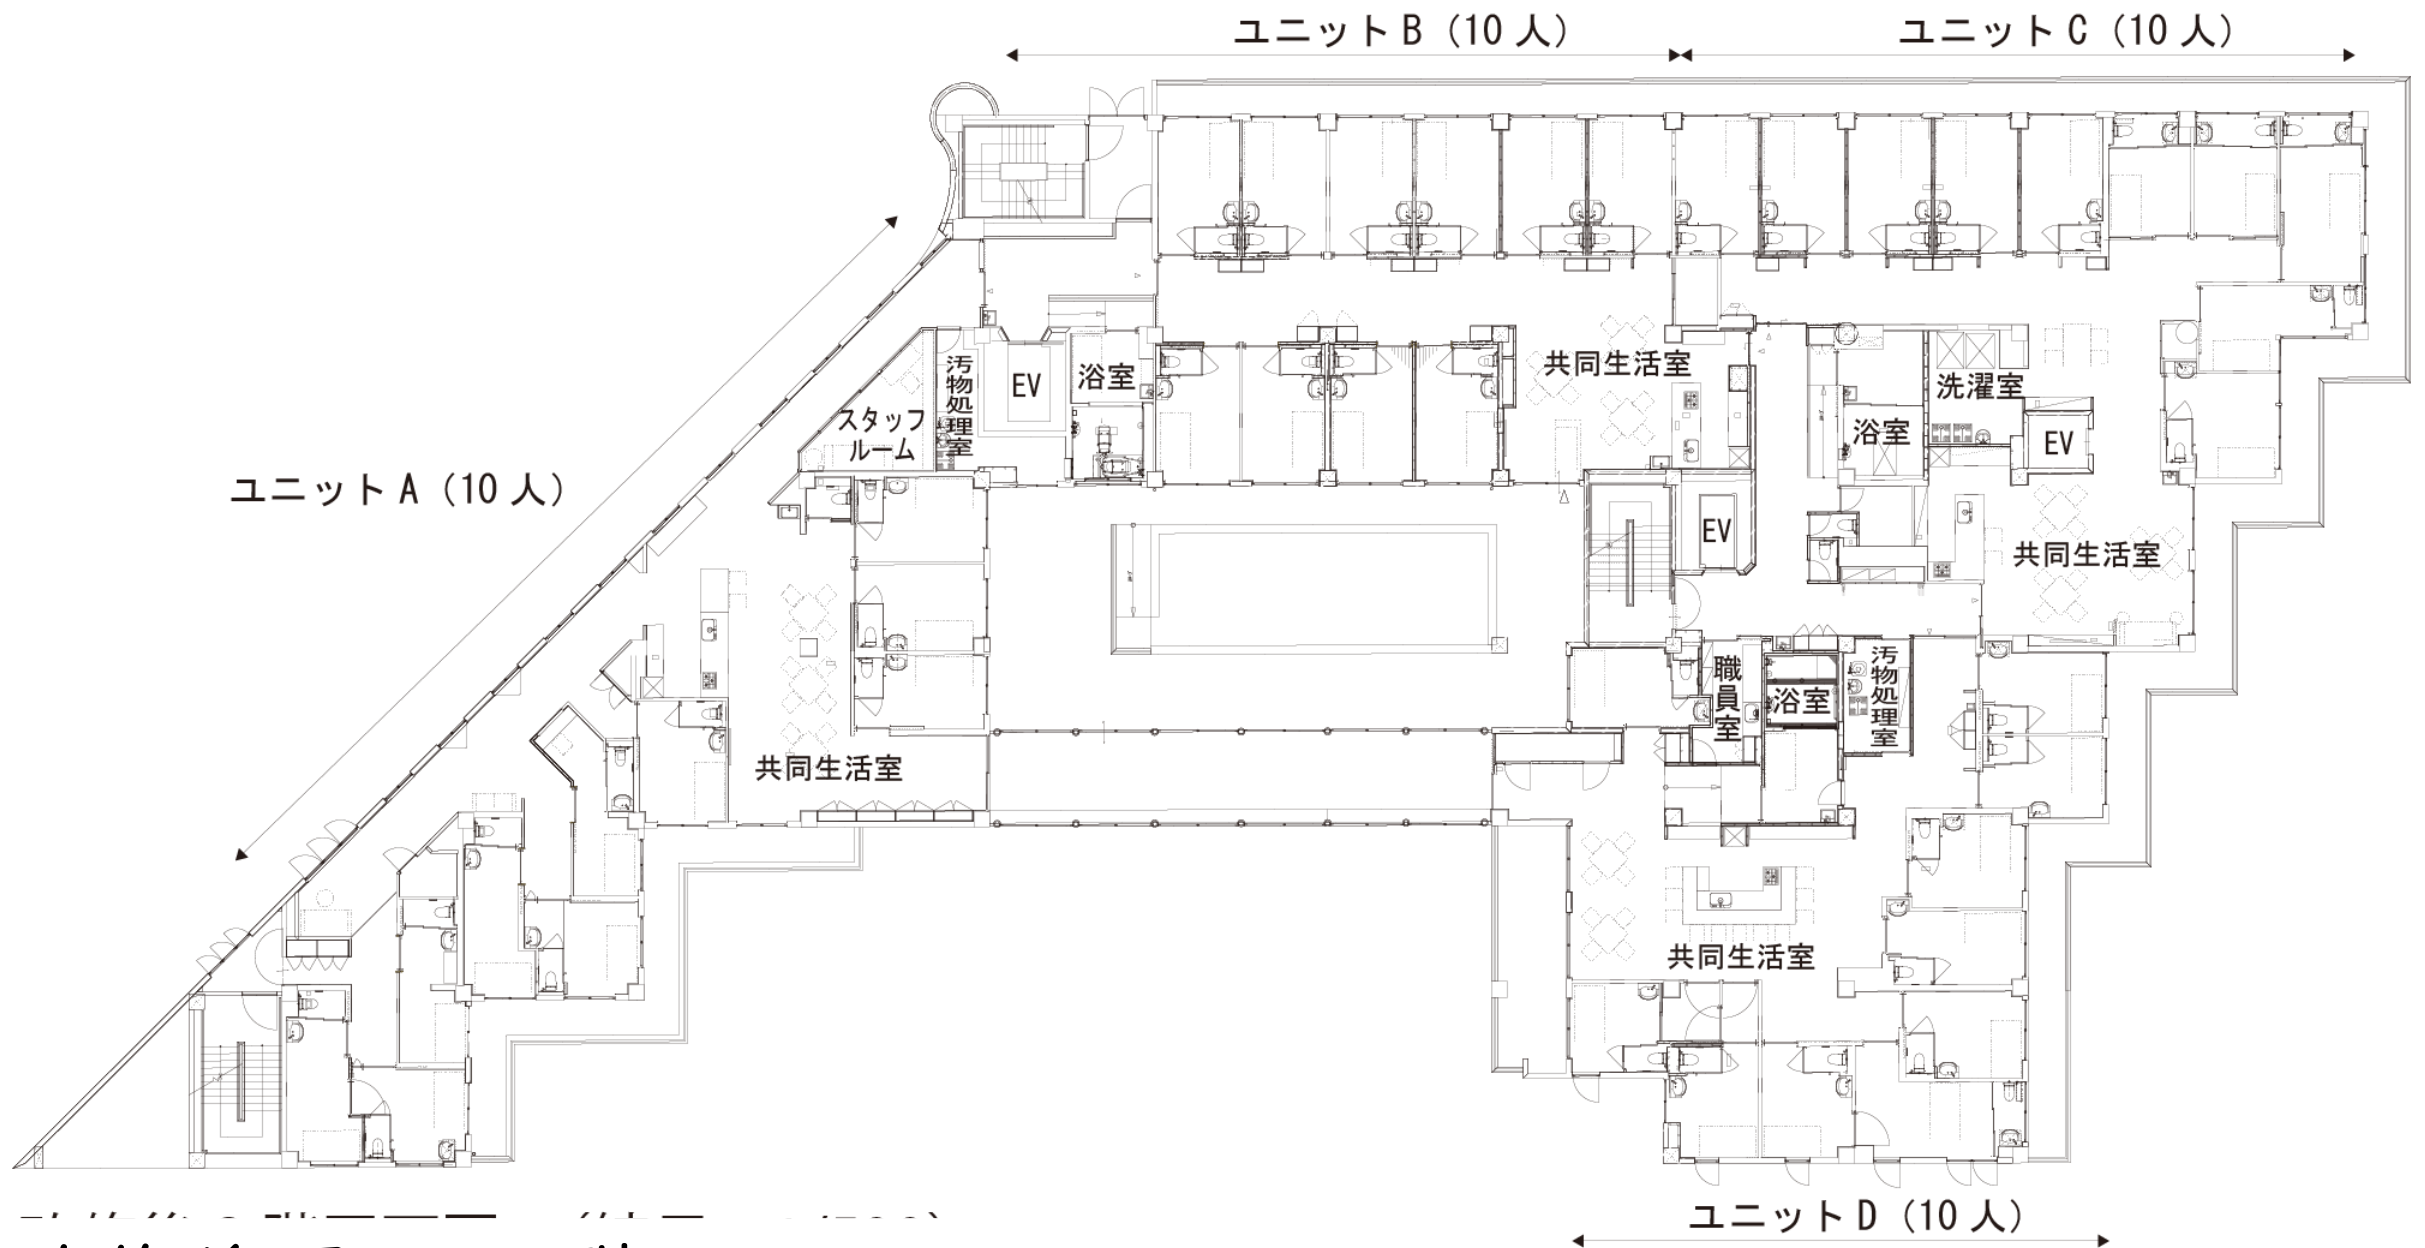 ユニットB（10人）
ユニットC（10人）
ユニットA（10人）
スタッフ
ルーム
汚物処理室
EV
浴室
共同生活室
浴室
洗濯室
EV
EV
共同生活室
共同生活室
職員室
浴室
汚物処理室
共同生活室
ユニットD（10人）